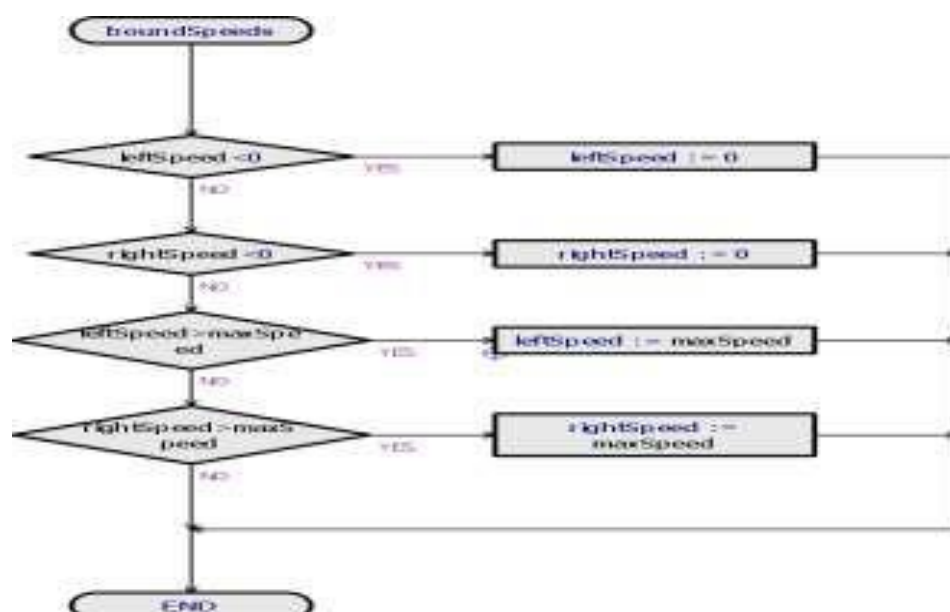 leftSpeed <0
YES
leftSpeed := 0
NO
rightSpeed <0
YES
rightSpeed := 0
NO
leftSpeed>maxSpe
ed
YES
leftSpeed := maxSpeed
NO
rightSpeed>maxS
peed
YES
rightSpeed :=
maxSpeed
NO
END